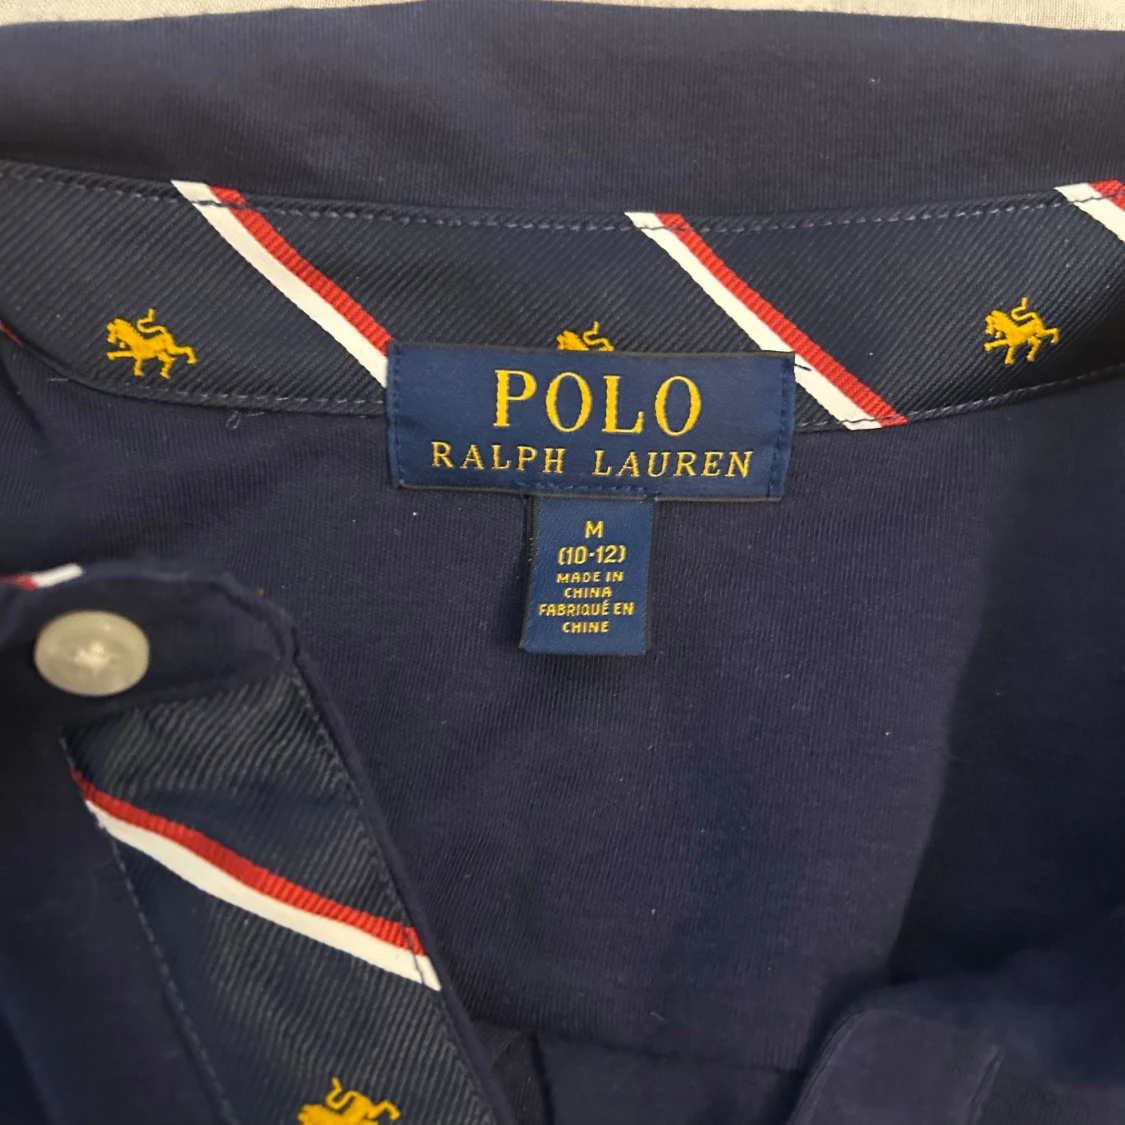 POLO
RALPH LAUREN
M
(10-12)
MADE IN
CHINA
FABRIQUÉ EN
CHINE